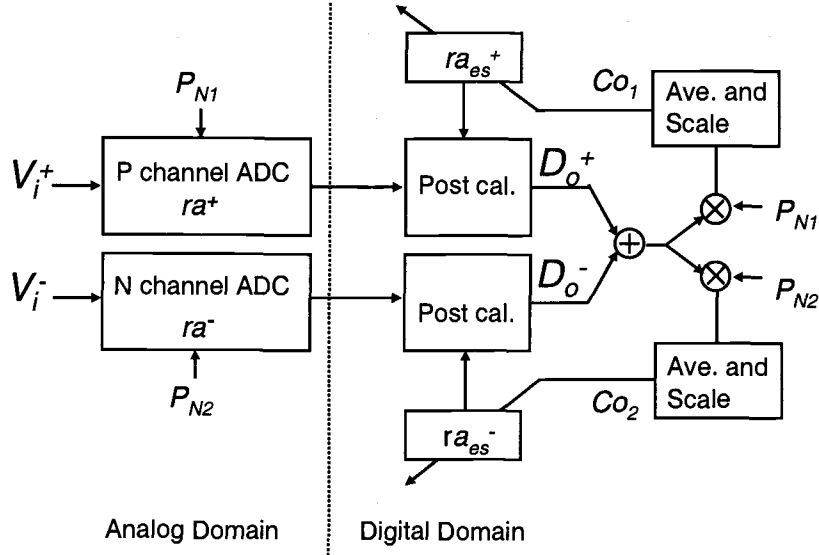 ra_es^+
Co_1
Ave. and
Scale
P_N1
V_i^+
P channel ADC
ra^+
Post cal.
D_o^+
P_N1
V_i^-
N channel ADC
ra^-
Post cal.
D_o^-
P_N2
P_N2
Ave. and
Scale
Co_2
ra_es^-
Analog Domain
Digital Domain